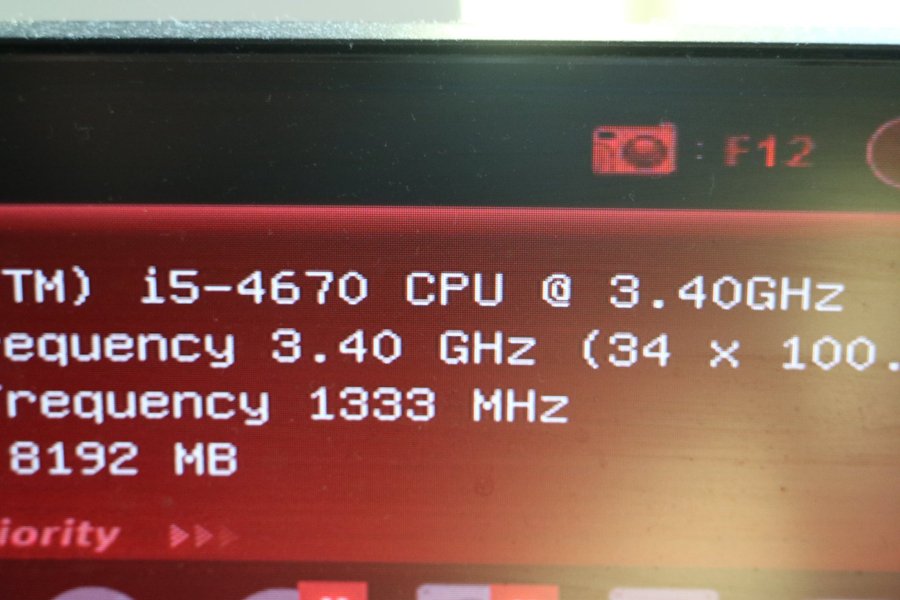 : F12
TM) i5-4670 CPU @ 3.40GHz
equency 3.40 GHz (34 x 100.
requency 1333 MHz
8192 MB
iority